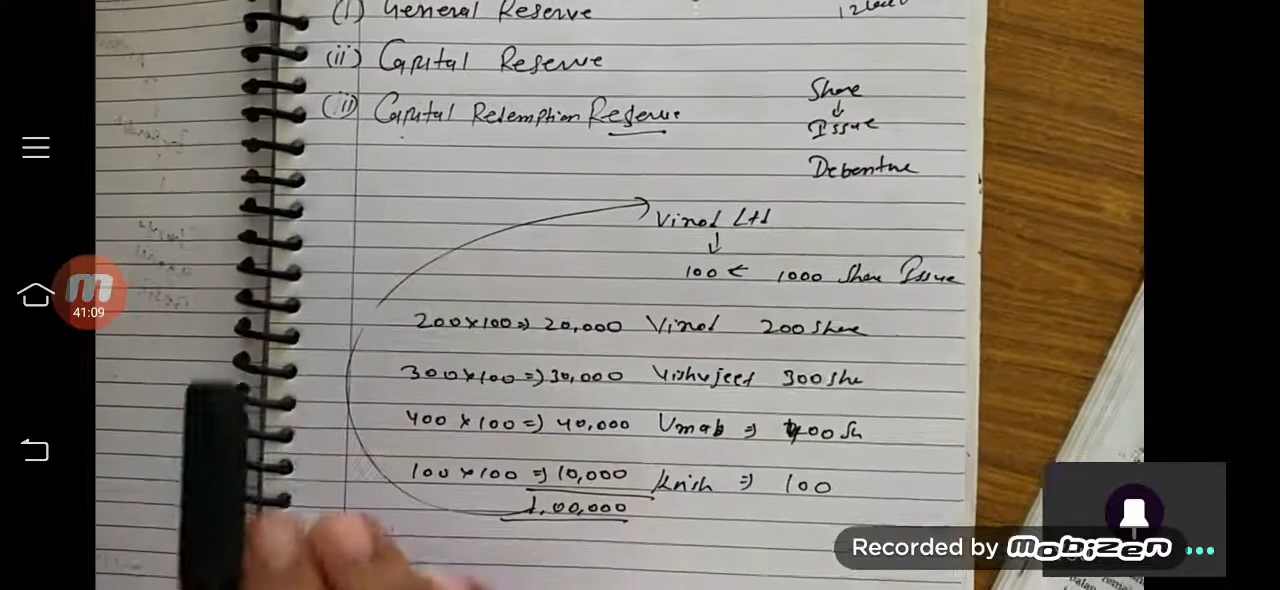 (i) General Reserve
(ii) Capital Reserve
(ii) Capital Redemption Reserve
Share
Issue
Debenture
Vinod Ltd
100 < 1000 Share Issue
200×100=) 20,000 Vinod 200 Share
300×100=) 30,000 Vishvjeet 300 Sha
400×100=) 40,000 =) 400 Sh
100×100 =) 10,000 Krish =) 100
1,00,000
41:09
Recorded by mobizen